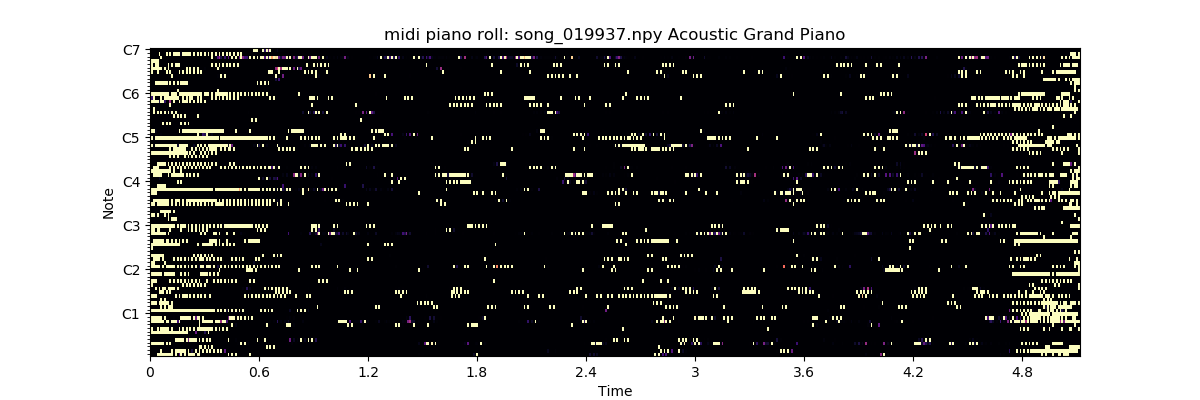 midi piano roll: song_019937.npy Acoustic Grand Piano
C7
C6
C5
C4
C3
C2
C1
Note
0 0.6 1.2 1.8 2.4 3 3.6 4.2 4.8
Time